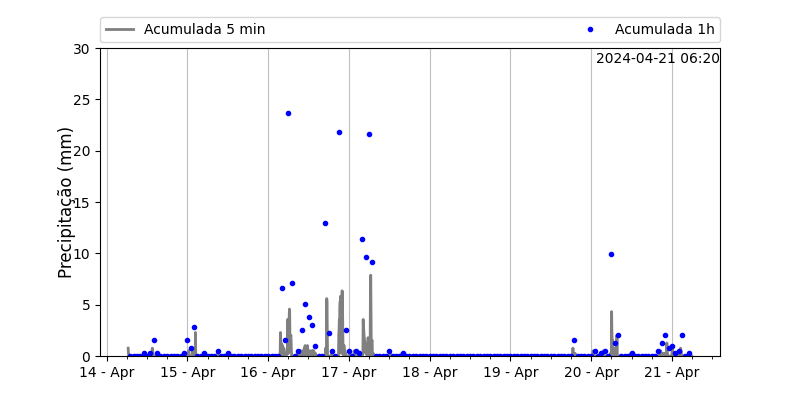 Acumulada 5 min
Acumulada 1h
2024-04-21 06:20
Precipitação (mm)
30
25
20
15
10
5
0
14 - Apr
15 - Apr
16 - Apr
17 - Apr
18 - Apr
19 - Apr
20 - Apr
21 - Apr